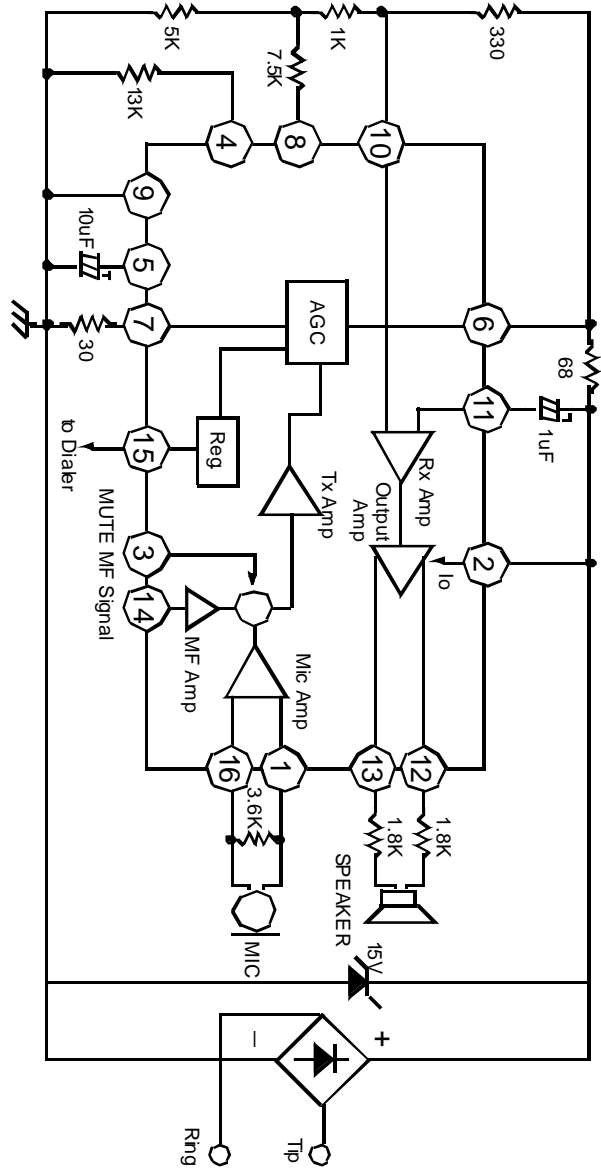 330
68
1uF
6
11
2
Io
12
1.8K
1K
10
Rx Amp
Output
Amp
13
1.8K
SPEAKER
15V
+
−
Tip
Ring
7.5K
8
AGC
Tx Amp
1
Mic Amp
3.6K
16
MIC
5K
13K
4
Reg
MF Amp
9
5
7
15
3
14
10uF
30
to Dialer
MUTE MF Signal